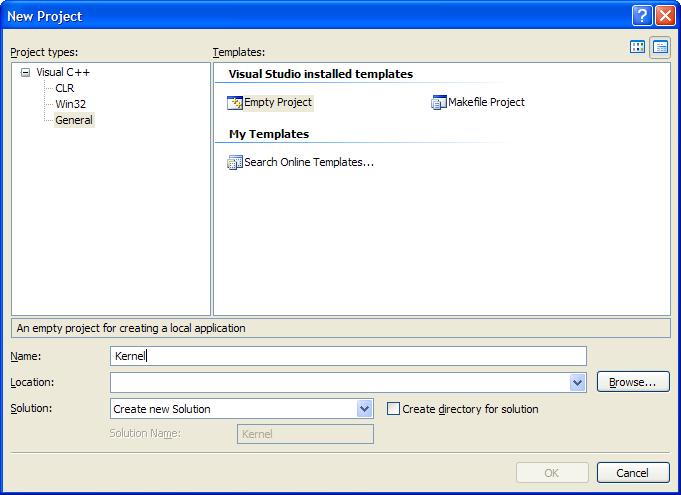 New Project
Project types:
Templates:
Visual C++
CLR
Win32
General
Visual Studio installed templates
Empty Project
Makefile Project
My Templates
Search Online Templates...
An empty project for creating a local application
Name:
Kernel
Location:
Browse...
Solution:
Create new Solution
Create directory for solution
Solution Name:
Kernel
OK
Cancel